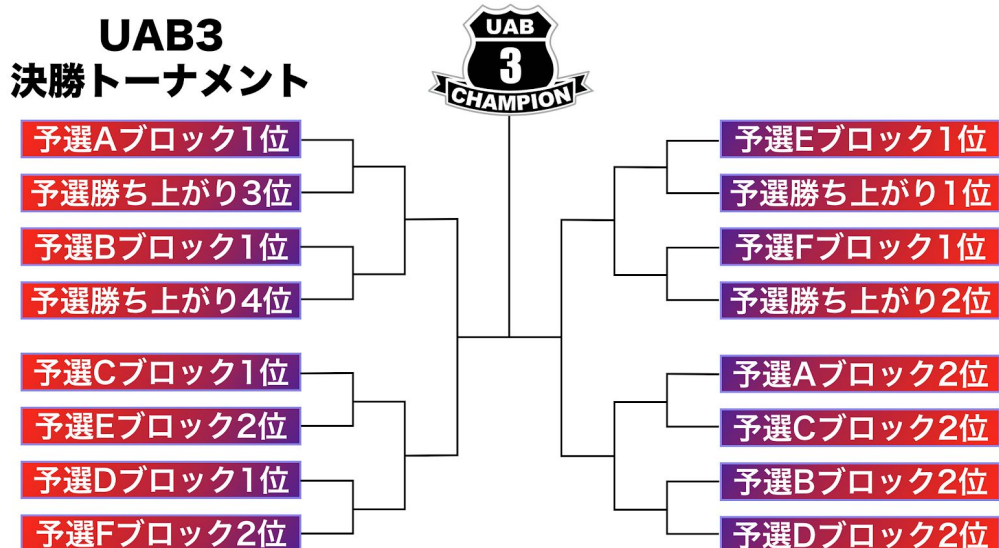 UAB3
決勝トーナメント
UAB
3
CHAMPION
予選Aブロック1位
予選勝ち上がり3位
予選Bブロック1位
予選勝ち上がり4位
予選Cブロック1位
予選Eブロック2位
予選Dブロック1位
予選Fブロック2位
予選Eブロック1位
予選勝ち上がり1位
予選Fブロック1位
予選勝ち上がり2位
予選Aブロック2位
予選Cブロック2位
予選Bブロック2位
予選Dブロック2位